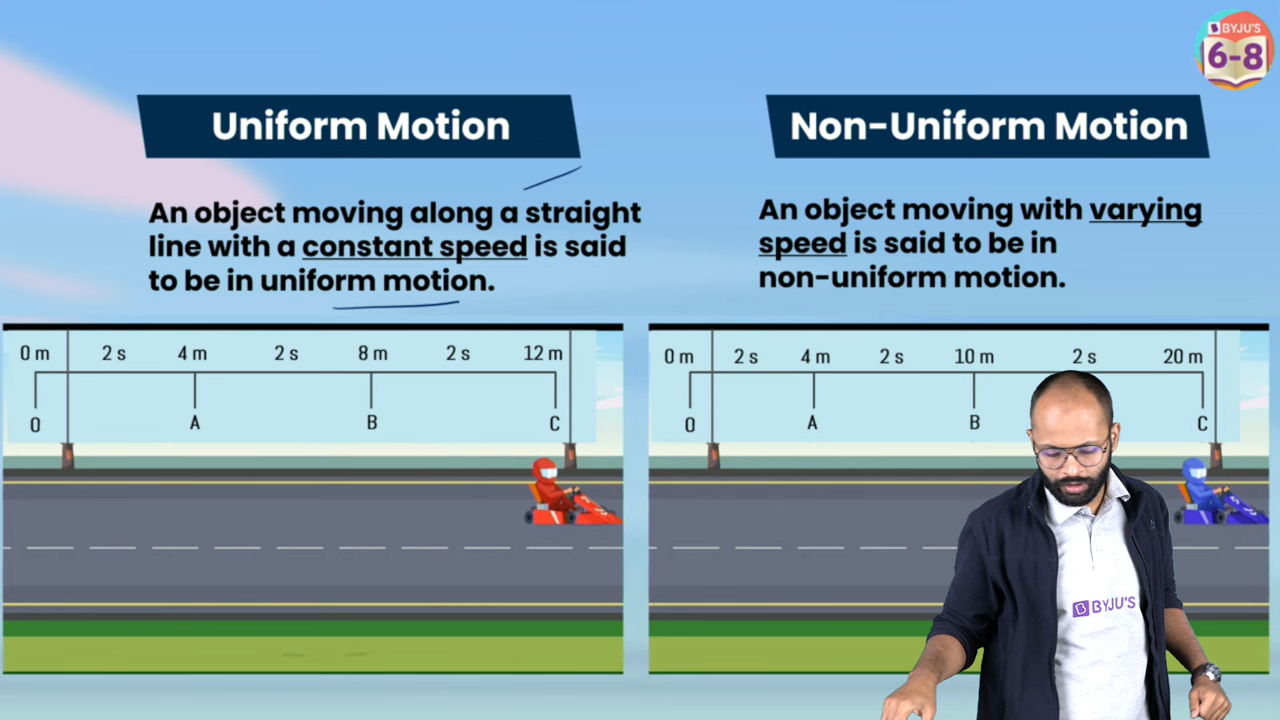 BYJU'S
6-8
Uniform Motion
An object moving along a straight
line with a constant speed is said
to be in uniform motion.
0 m 2 s 4 m 2 s 8 m 2 s 12 m
O A B C
Non-Uniform Motion
An object moving with varying
speed is said to be in
non-uniform motion.
0 m 2 s 4 m 2 s 10 m 2 s 20 m
O A B C
BYJU'S